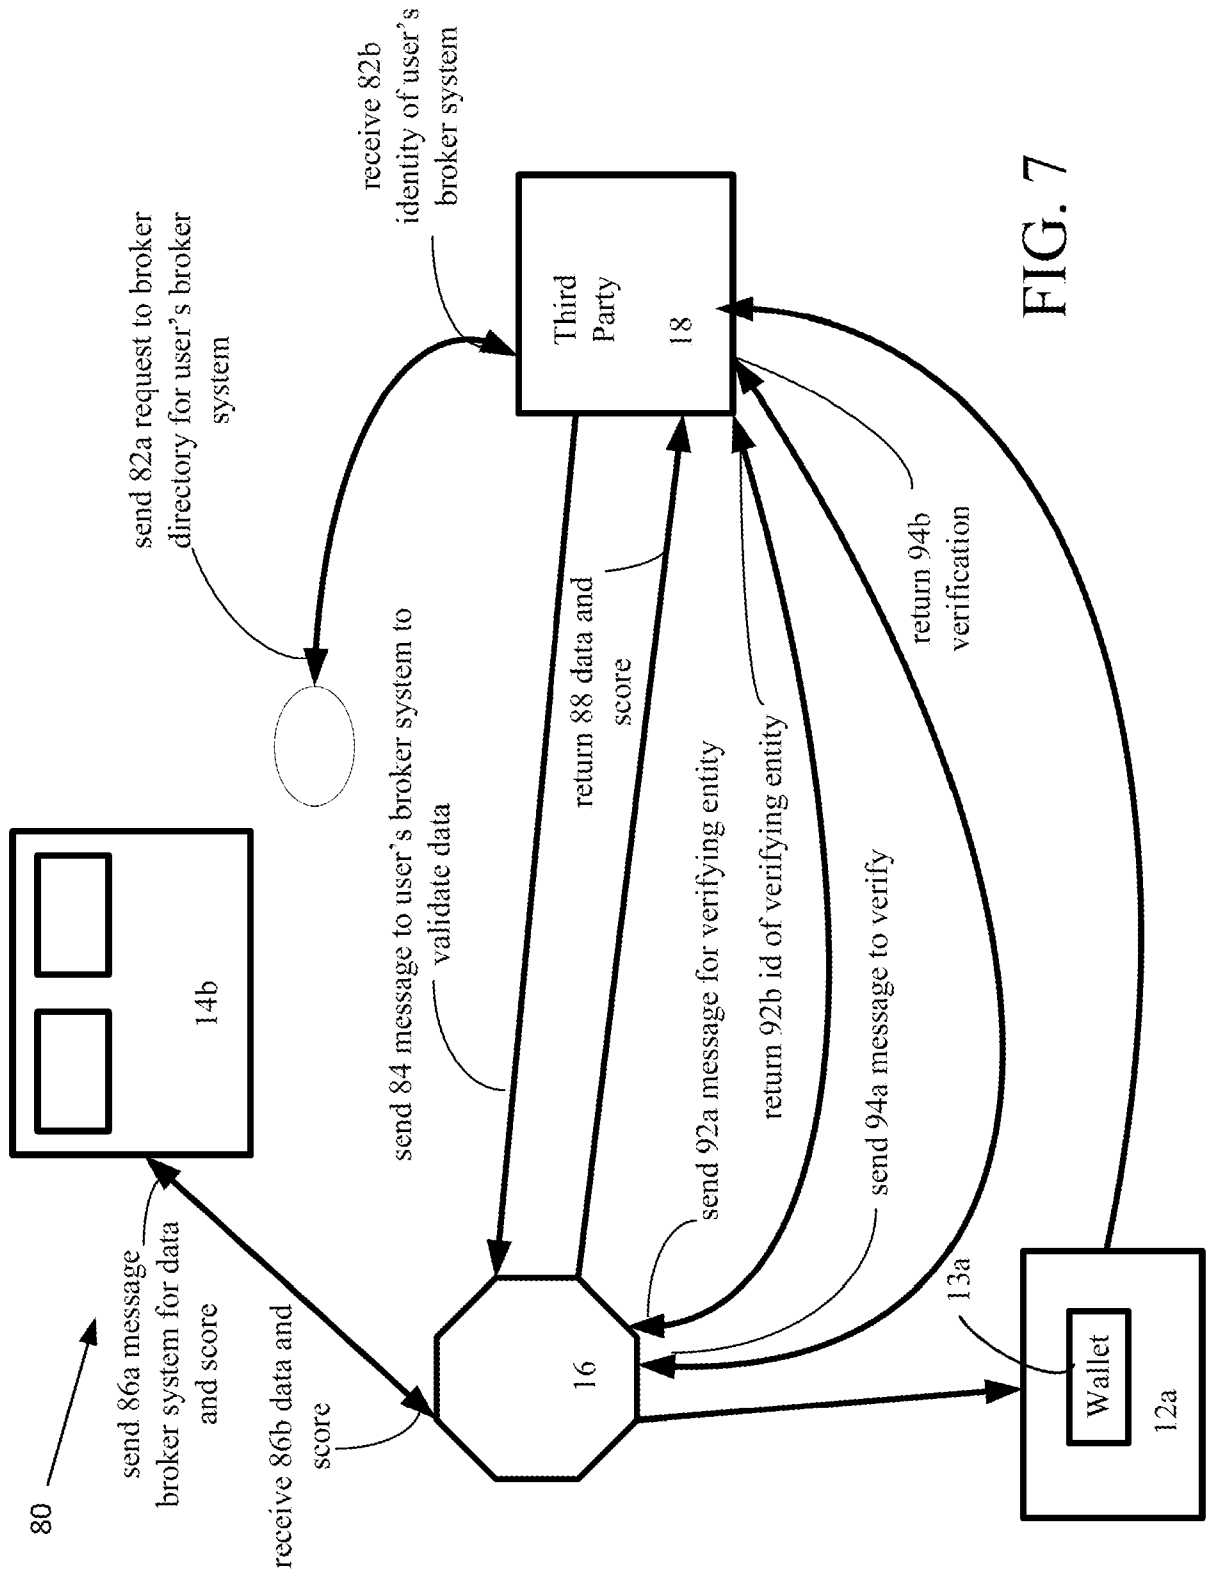 80
send 86a message
broker system for data
and score
receive 86b data and
score
14b
send 82a request to broker
directory for user's broker
system
receive 82b
identity of user's
broker system
send 84 message to user's broker system to
validate data
return 88 data and
score
Third
Party
18
16
send 92a message for verifying entity
return 92b id of verifying entity
send 94a message to verify
return 94b
verification
13a
Wallet
12a
FIG. 7